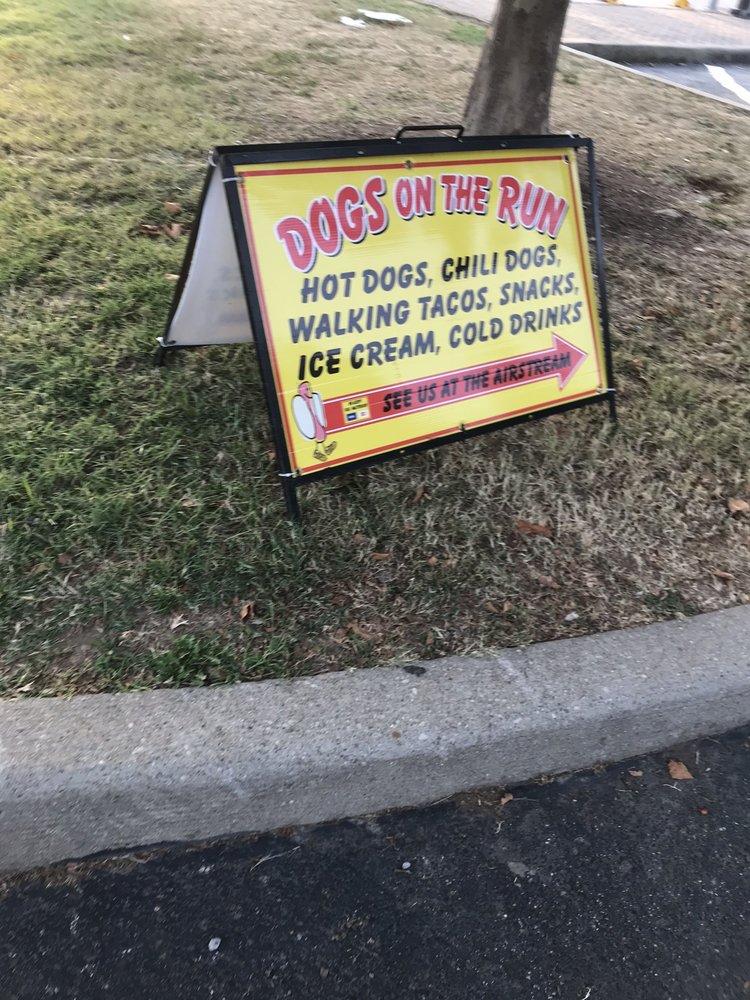 DOGS ON THE RUN
HOT DOGS, CHILI DOGS,
WALKING TACOS, SNACKS,
ICE CREAM, COLD DRINKS
SEE US AT THE AIRSTREAM